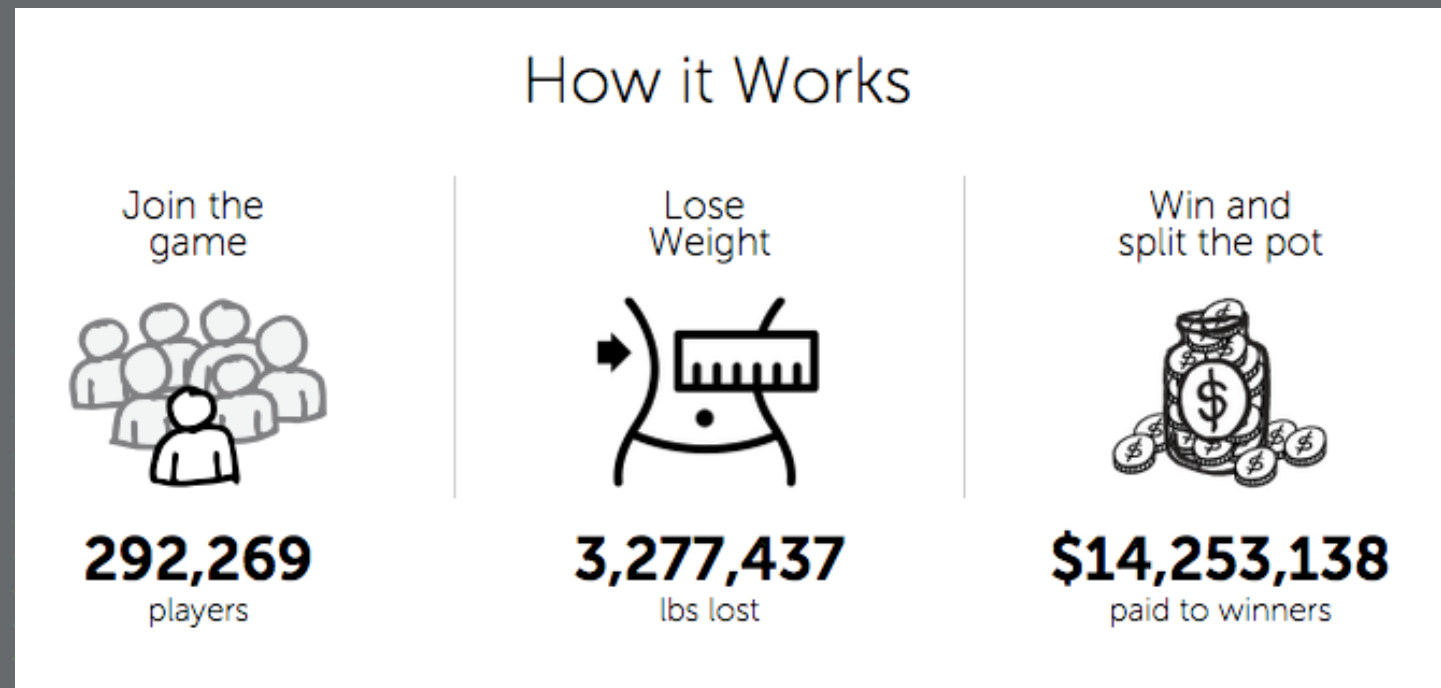 How it Works
Join the
game
292,269
players
Lose
Weight
3,277,437
lbs lost
Win and
split the pot
$
$14,253,138
paid to winners